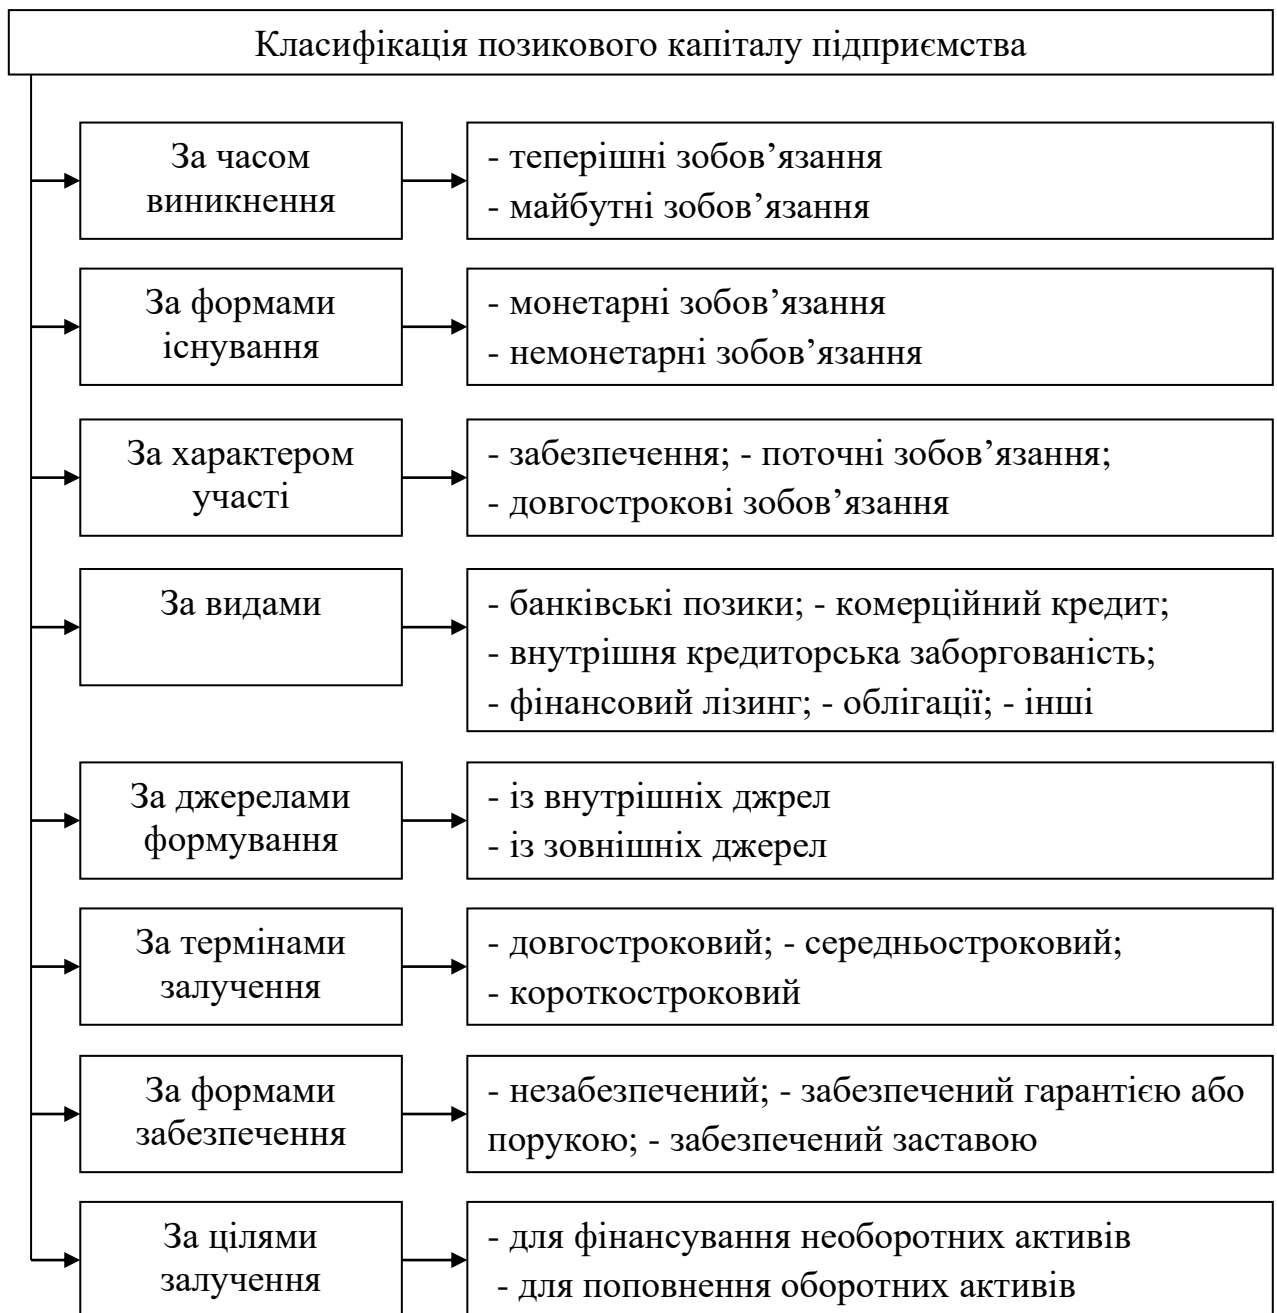 Класифікація позикового капіталу підприємства
За часом
виникнення
- теперішні зобов’язання
- майбутні зобов’язання
За формами
існування
- монетарні зобов’язання
- немонетарні зобов’язання
За характером
участі
- забезпечення; - поточні зобов’язання;
- довгострокові зобов’язання
За видами
- банківські позики; - комерційний кредит;
- внутрішня кредиторська заборгованість;
- фінансовий лізинг; - облігації; - інші
За джерелами
формування
- із внутрішніх джрел
- із зовнішніх джерел
За термінами
залучення
- довгостроковий; - середньостроковий;
- короткостроковий
За формами
забезпечення
- незабезпечений; - забезпечений гарантією або
порукою; - забезпечений заставою
За цілями
залучення
- для фінансування необоротних активів
- для поповнення оборотних активів